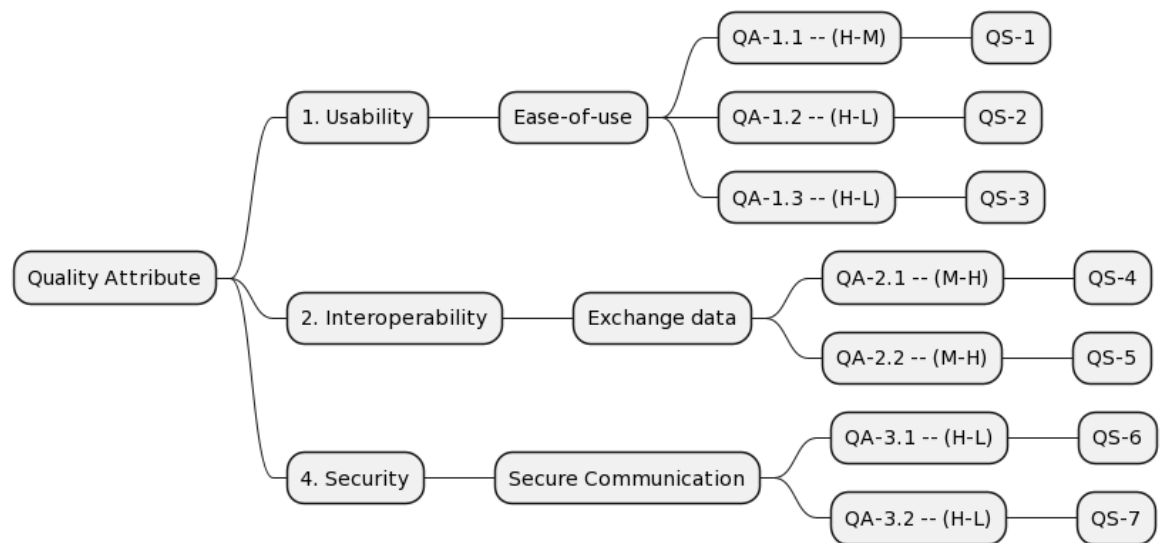 QA-1.1 -- (H-M)
QS-1
1. Usability
Ease-of-use
QA-1.2 -- (H-L)
QS-2
QA-1.3 -- (H-L)
QS-3
Quality Attribute
2. Interoperability
Exchange data
QA-2.1 -- (M-H)
QS-4
QA-2.2 -- (M-H)
QS-5
4. Security
Secure Communication
QA-3.1 -- (H-L)
QS-6
QA-3.2 -- (H-L)
QS-7